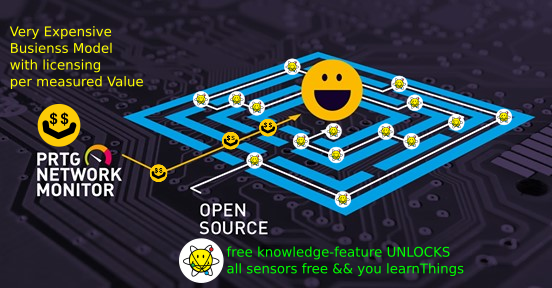 Very Expensive
Busienss Model
with licensing
per measured Value
$$
PRTG
NETWORK
MONITOR
$$
$$
$$
OPEN
SOURCE
free knowledge-feature UNLOCKS
all sensors free && you learnThings